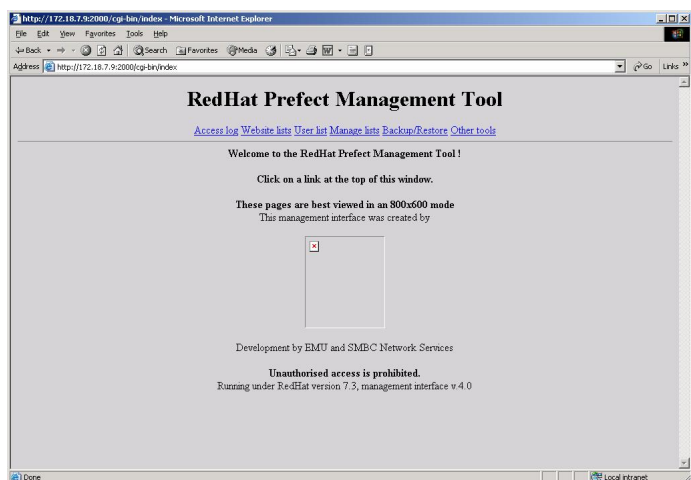 http://172.18.7.9:2000/cgi-bin/index - Microsoft Internet Explorer
File Edit View Favorites Tools Help
Back Search Favorites Media
Address http://172.18.7.9:2000/cgi-bin/index Go Links »
RedHat Prefect Management Tool
Access log Website lists User list Manage lists Backup/Restore Other tools
Welcome to the RedHat Prefect Management Tool !
Click on a link at the top of this window.
These pages are best viewed in an 800x600 mode
This management interface was created by
Development by EMU and SMBC Network Services
Unauthorised access is prohibited.
Running under RedHat version 7.3, management interface v.4.0
Done Local intranet